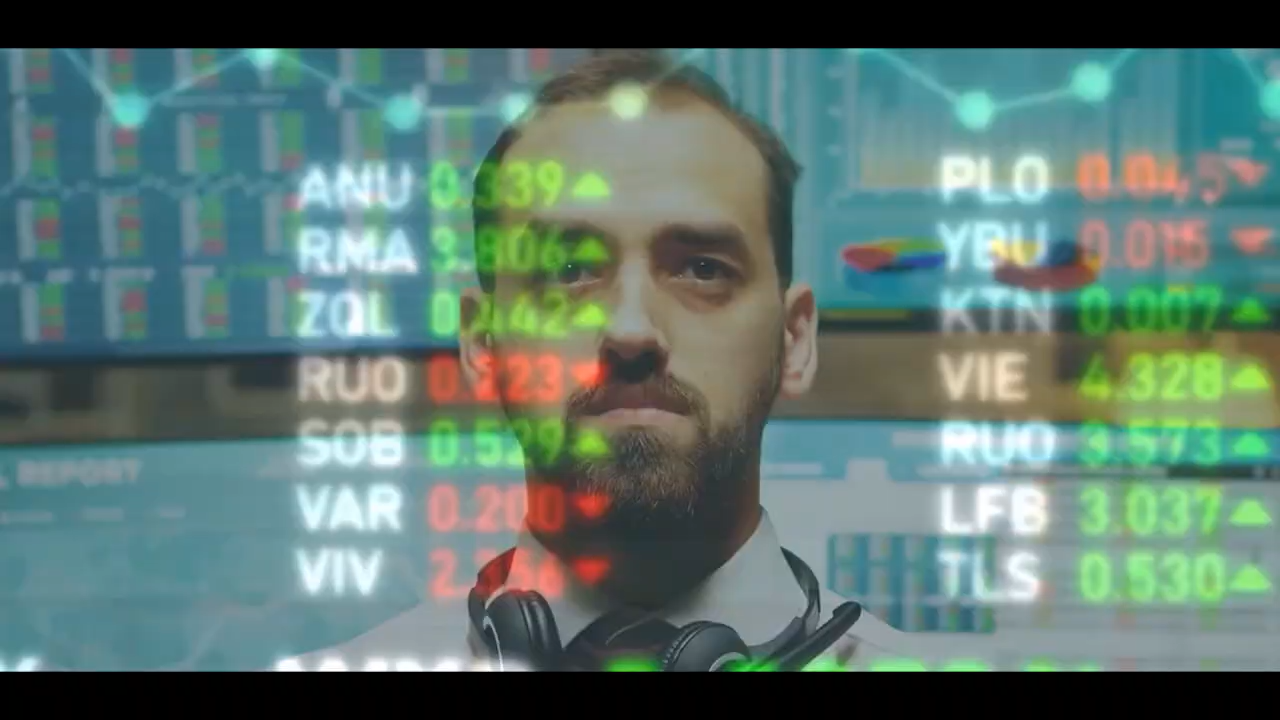 ANU 0.339 PLO 0.045
RMA 3.806 YBU 0.015
ZQL 0.442 KTN 0.007
RUO 0.223 VIE 4.328
SOB 0.529 RUO 3.573
L REPORT
VAR 0.200 LFB 3.037
VIV TLS 0.530